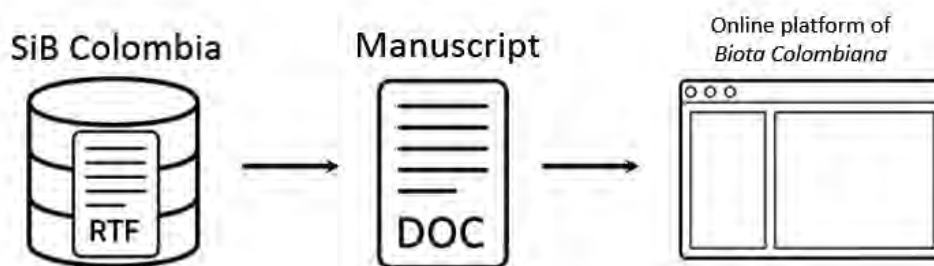 SiB Colombia
RTF
Manuscript
DOC
Online platform of
Biota Colombiana